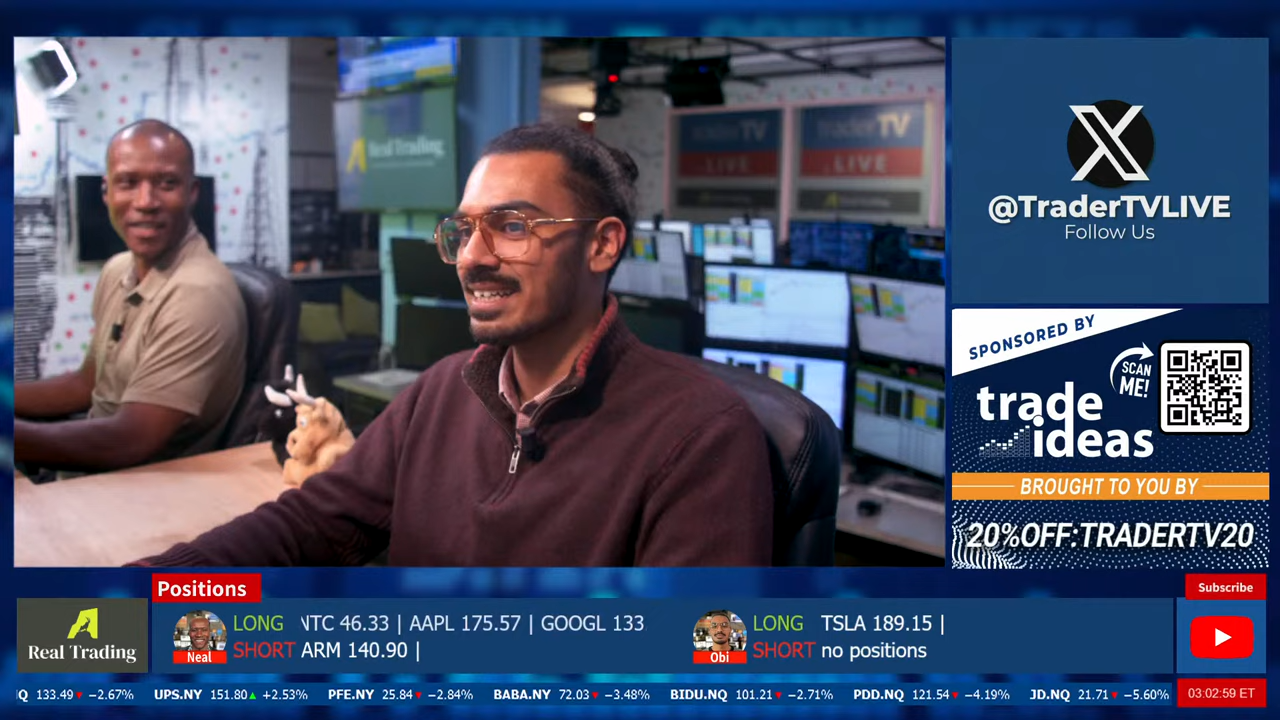 Real Trading
traderTV
LIVE
traderTV
LIVE
@TraderTVLIVE
Follow Us
SPONSORED BY
SCAN
ME!
trade
ideas
BROUGHT TO YOU BY
20%OFF:TRADERTV20
Positions
Subscribe
Real Trading
Neal
LONG NTC 46.33 | AAPL 175.57 | GOOGL 133
SHORT ARM 140.90 |
Obi
LONG TSLA 189.15 |
SHORT no positions
Q 133.49 −2.67% UPS.NY 151.80 +2.53% PFE.NY 25.84 −2.84% BABA.NY 72.03 −3.48% BIDU.NQ 101.21 −2.71% PDD.NQ 121.54 −4.19% JD.NQ 21.71 −5.60%
03:02:59 ET